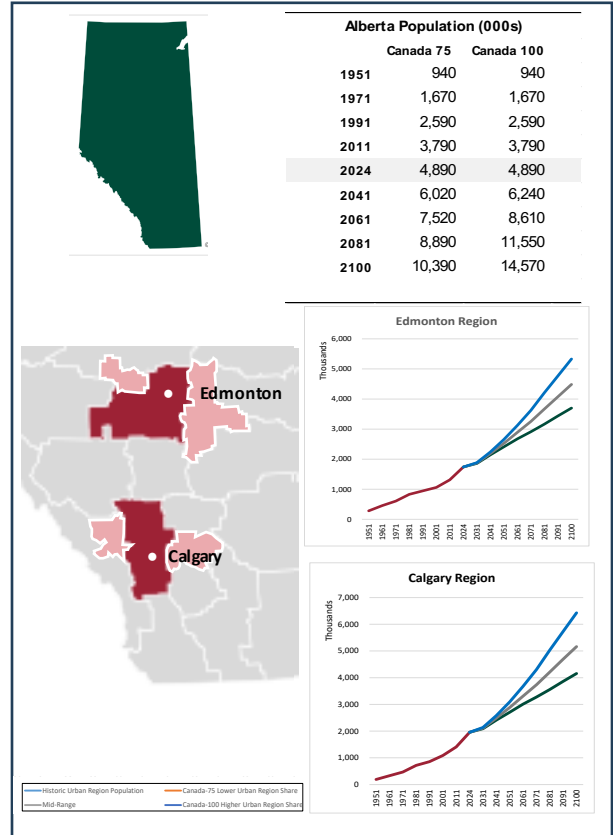 Alberta Population (000s)
Canada 75 Canada 100
1951 940 940
1971 1,670 1,670
1991 2,590 2,590
2011 3,790 3,790
2024 4,890 4,890
2041 6,020 6,240
2061 7,520 8,610
2081 8,890 11,550
2100 10,390 14,570
Edmonton
Calgary
Edmonton Region
Thousands
6,000
5,000
4,000
3,000
2,000
1,000
0
1951 1961 1971 1981 1991 2001 2011 2024 2031 2041 2051 2061 2071 2081 2091 2100
Calgary Region
Thousands
7,000
6,000
5,000
4,000
3,000
2,000
1,000
0
1951 1961 1971 1981 1991 2001 2011 2024 2031 2041 2051 2061 2071 2081 2091 2100
Historic Urban Region Population Canada-75 Lower Urban Region Share
Mid-Range Canada-100 Higher Urban Region Share